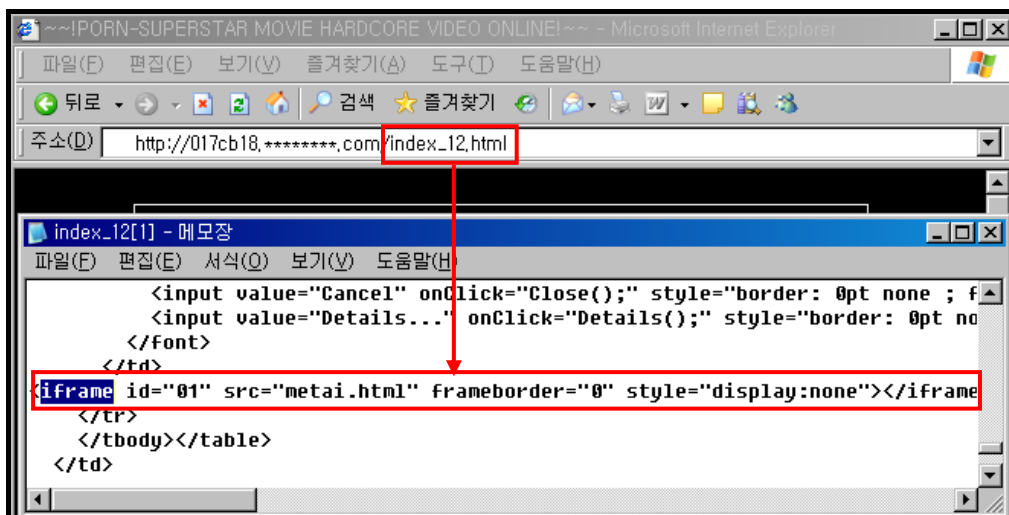 ~~!PORN-SUPERSTAR MOVIE HARDCORE VIDEO ONLINE!~~ - Microsoft Internet Explorer
파일(F) 편집(E) 보기(V) 즐겨찾기(A) 도구(T) 도움말(H)
뒤로 검색 즐겨찾기
주소(D) http://017cb18.********.com/index_12.html
index_12[1] - 메모장
파일(F) 편집(E) 서식(O) 보기(V) 도움말(H)
<input value="Cancel" onClick="Close();" style="border: 0pt none ; f
<input value="Details..." onClick="Details();" style="border: 0pt no
</font>
</td>
<iframe id="01" src="metai.html" frameborder="0" style="display:none"></iframe
</tr>
</tbody></table>
</td>